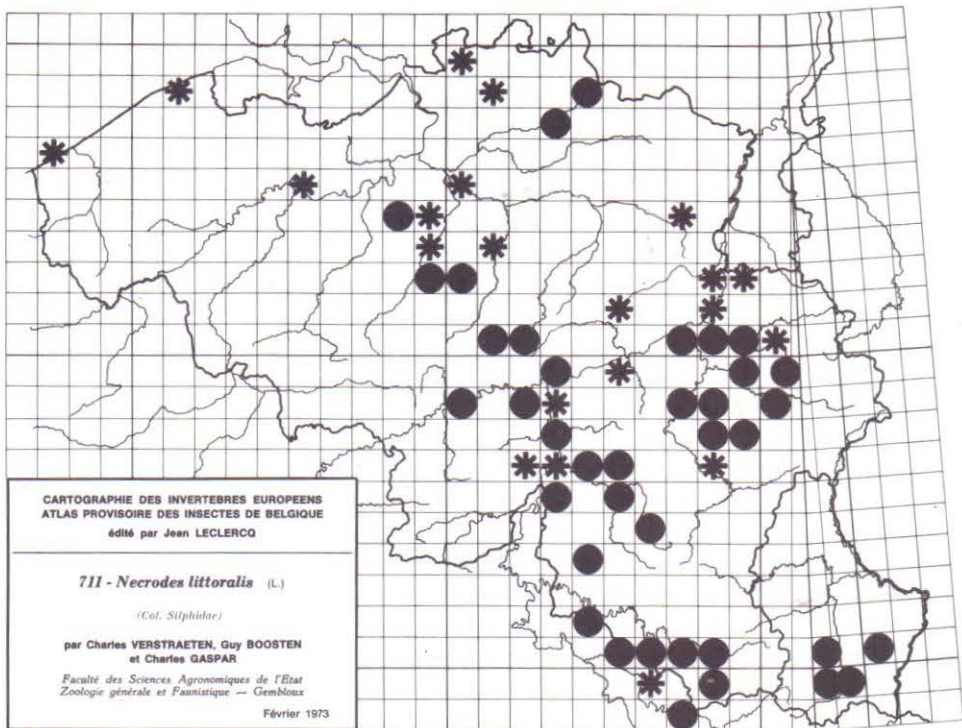 CARTOGRAPHIE DES INVERTEBRES EUROPEENS
ATLAS PROVISOIRE DES INSECTES DE BELGIQUE
édité par Jean LECLERCQ
711 - Necrodes littoralis (L.)
(Col. Silphidae)
par Charles VERSTRAETEN, Guy BOOSTEN
et Charles GASPAR
Faculté des Sciences Agronomiques de l'Etat
Zoologie générale et Faunistique — Gembloux
Février 1973